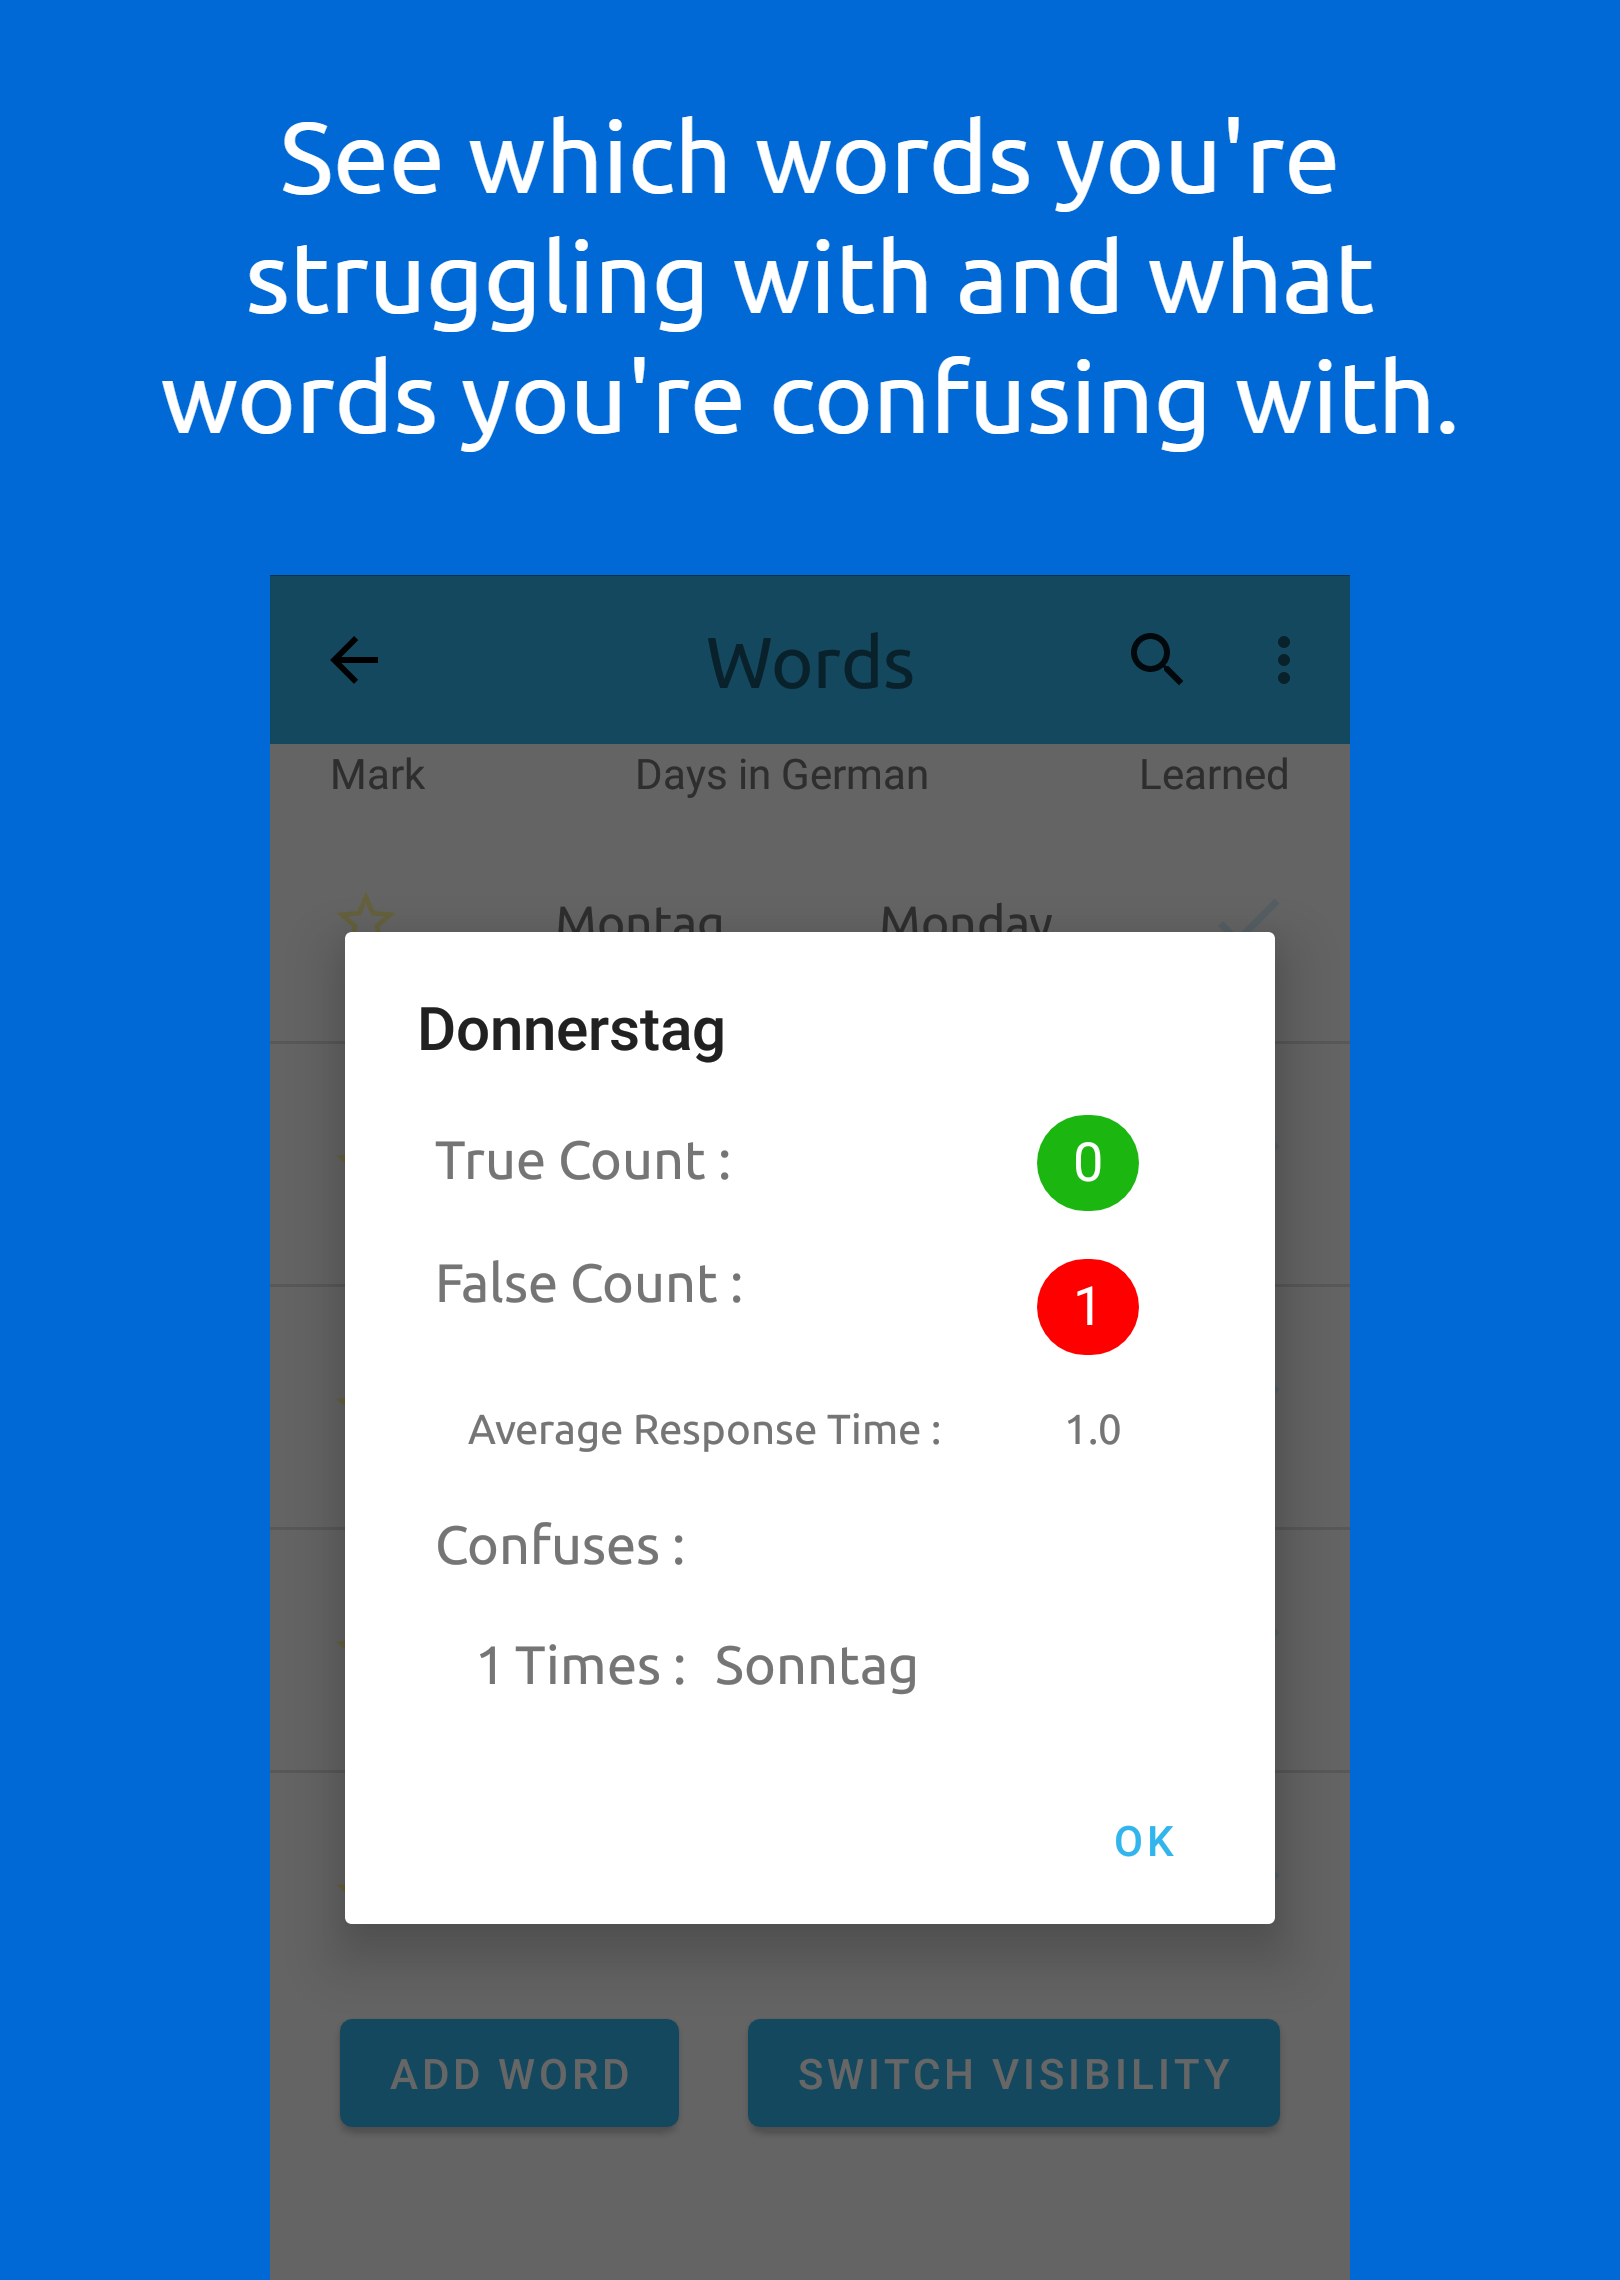 See which words you're
struggling with and what
words you're confusing with.
Words
Mark Days in German Learned
Montag Monday
Donnerstag
True Count : 0
False Count : 1
Average Response Time : 1.0
Confuses :
1 Times : Sonntag
OK
ADD WORD SWITCH VISIBILITY